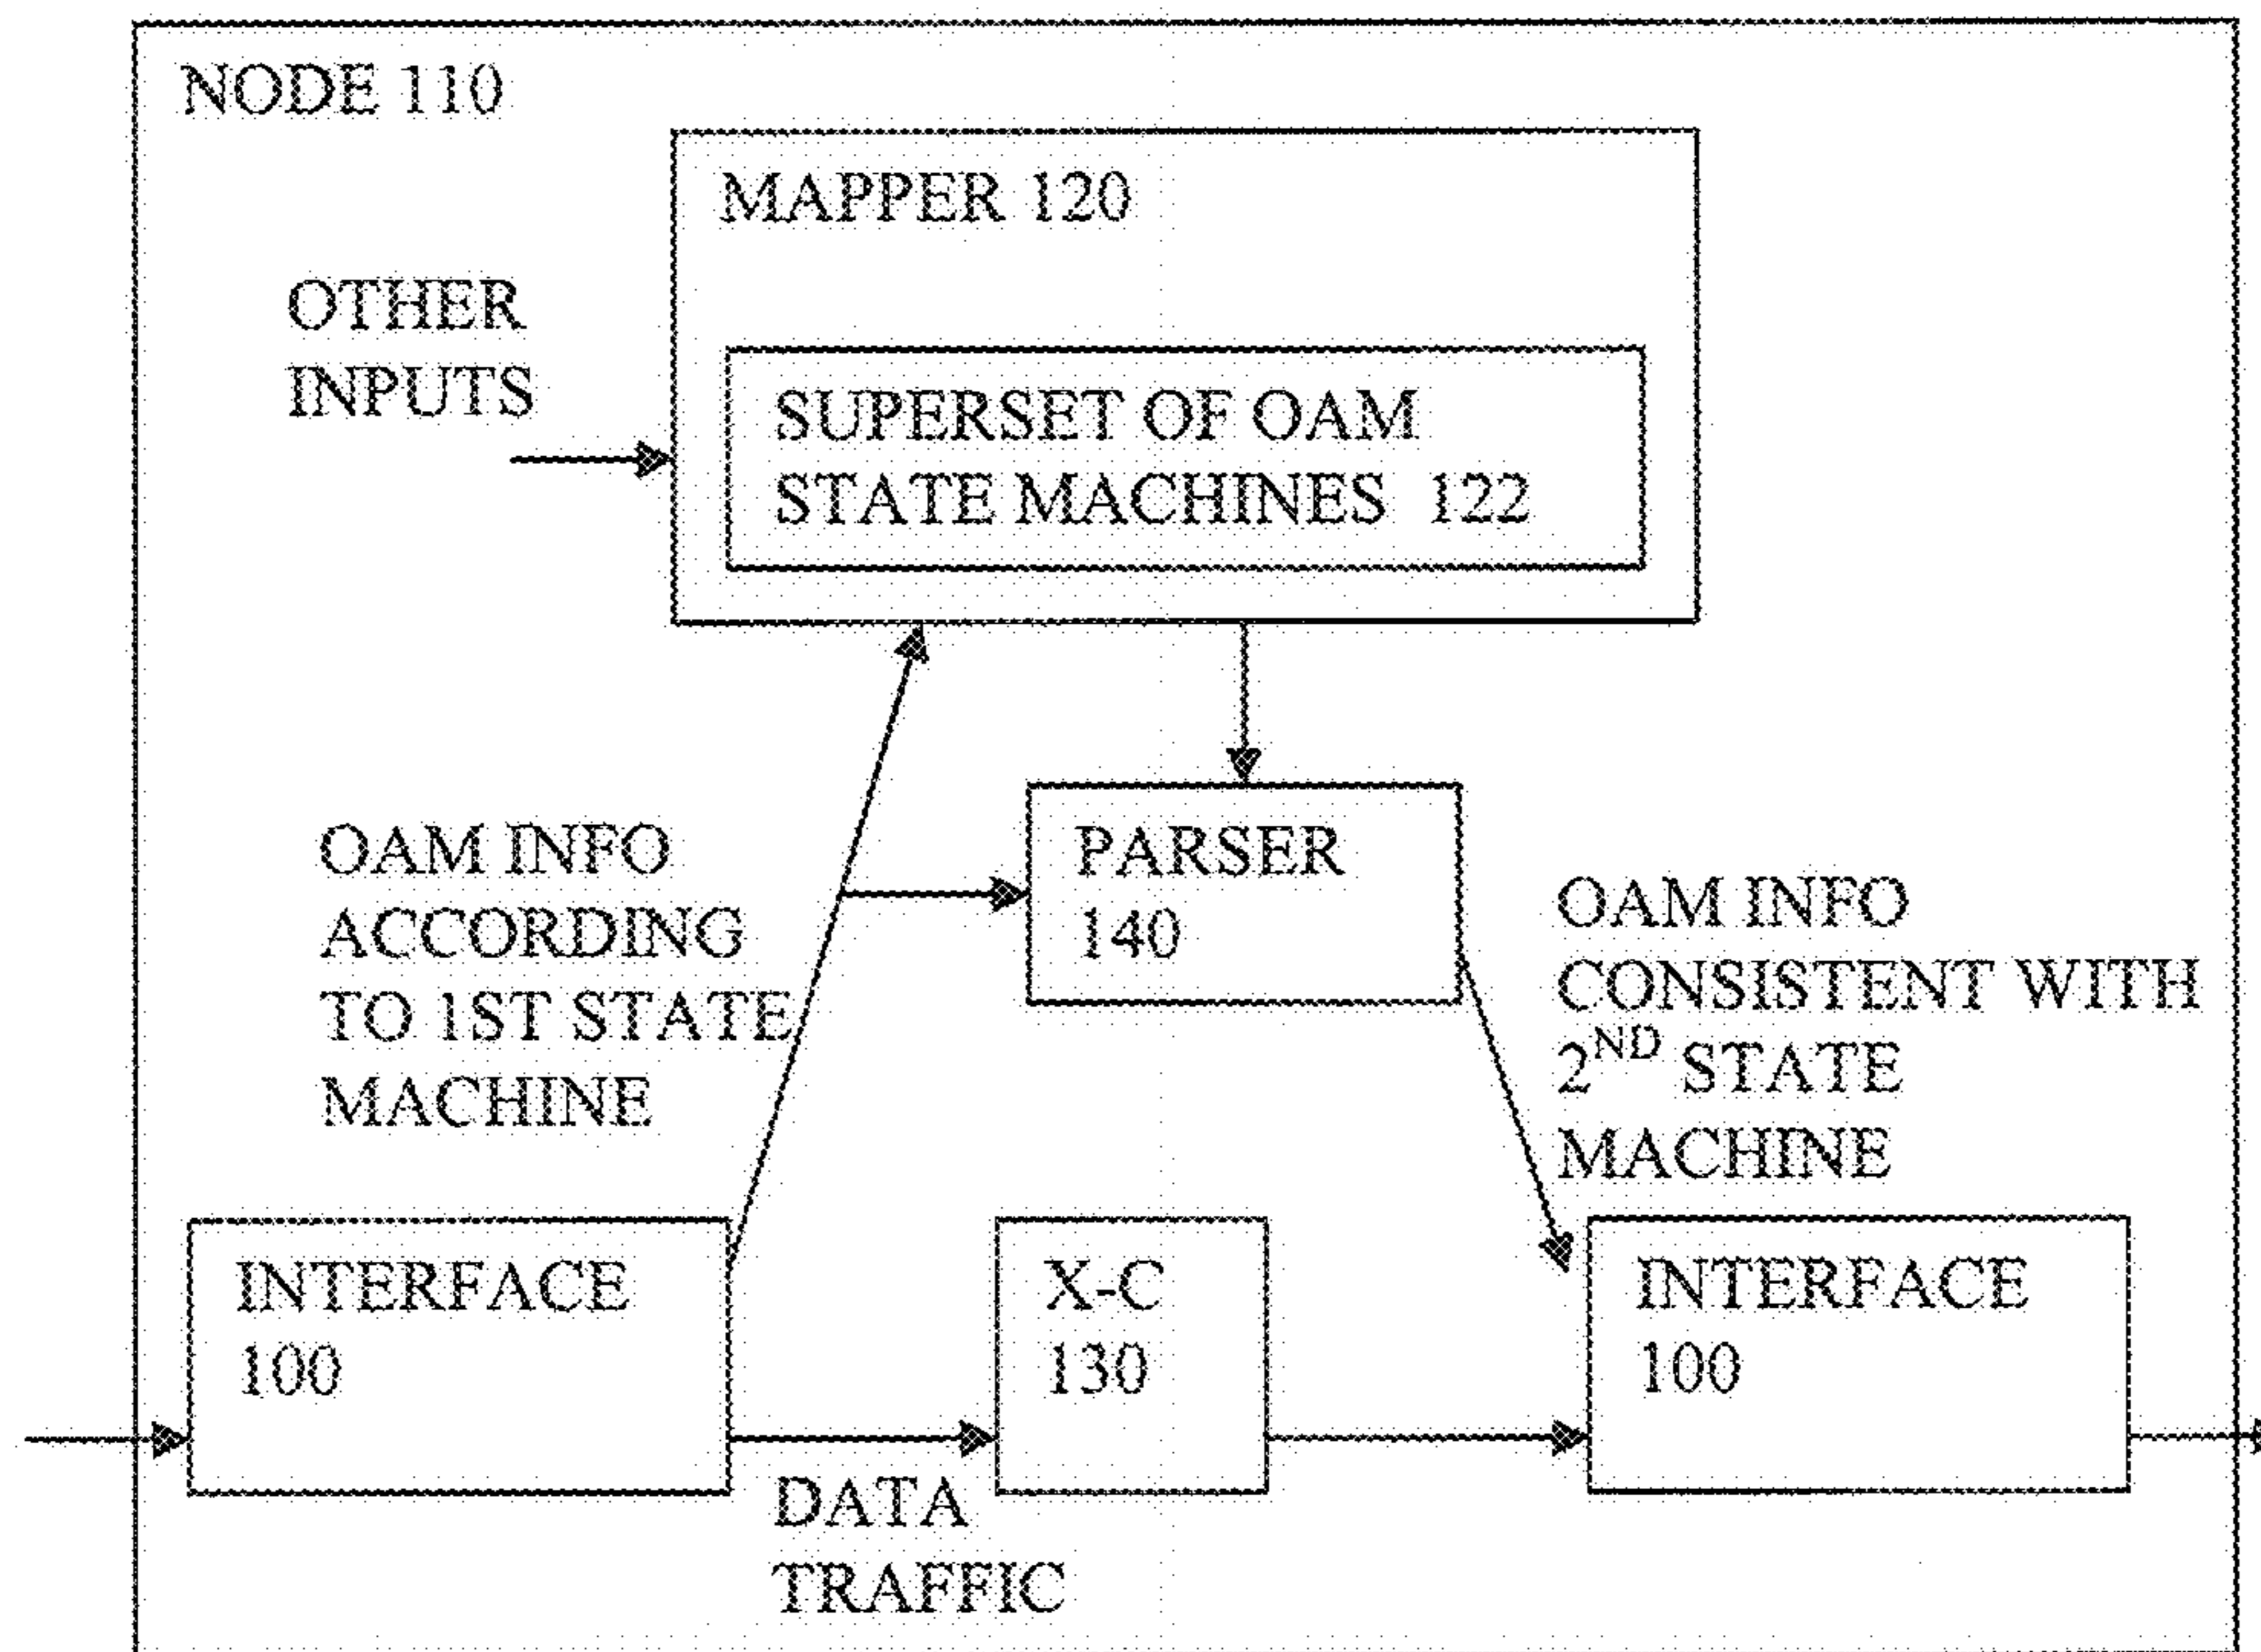 NODE 110
MAPPER 120
OTHER
INPUTS
SUPERSET OF OAM
STATE MACHINES 122
OAM INFO
ACCORDING
TO 1ST STATE
MACHINE
PARSER
140
OAM INFO
CONSISTENT WITH
2ND STATE
MACHINE
INTERFACE
100
X-C
130
INTERFACE
100
DATA
TRAFFIC